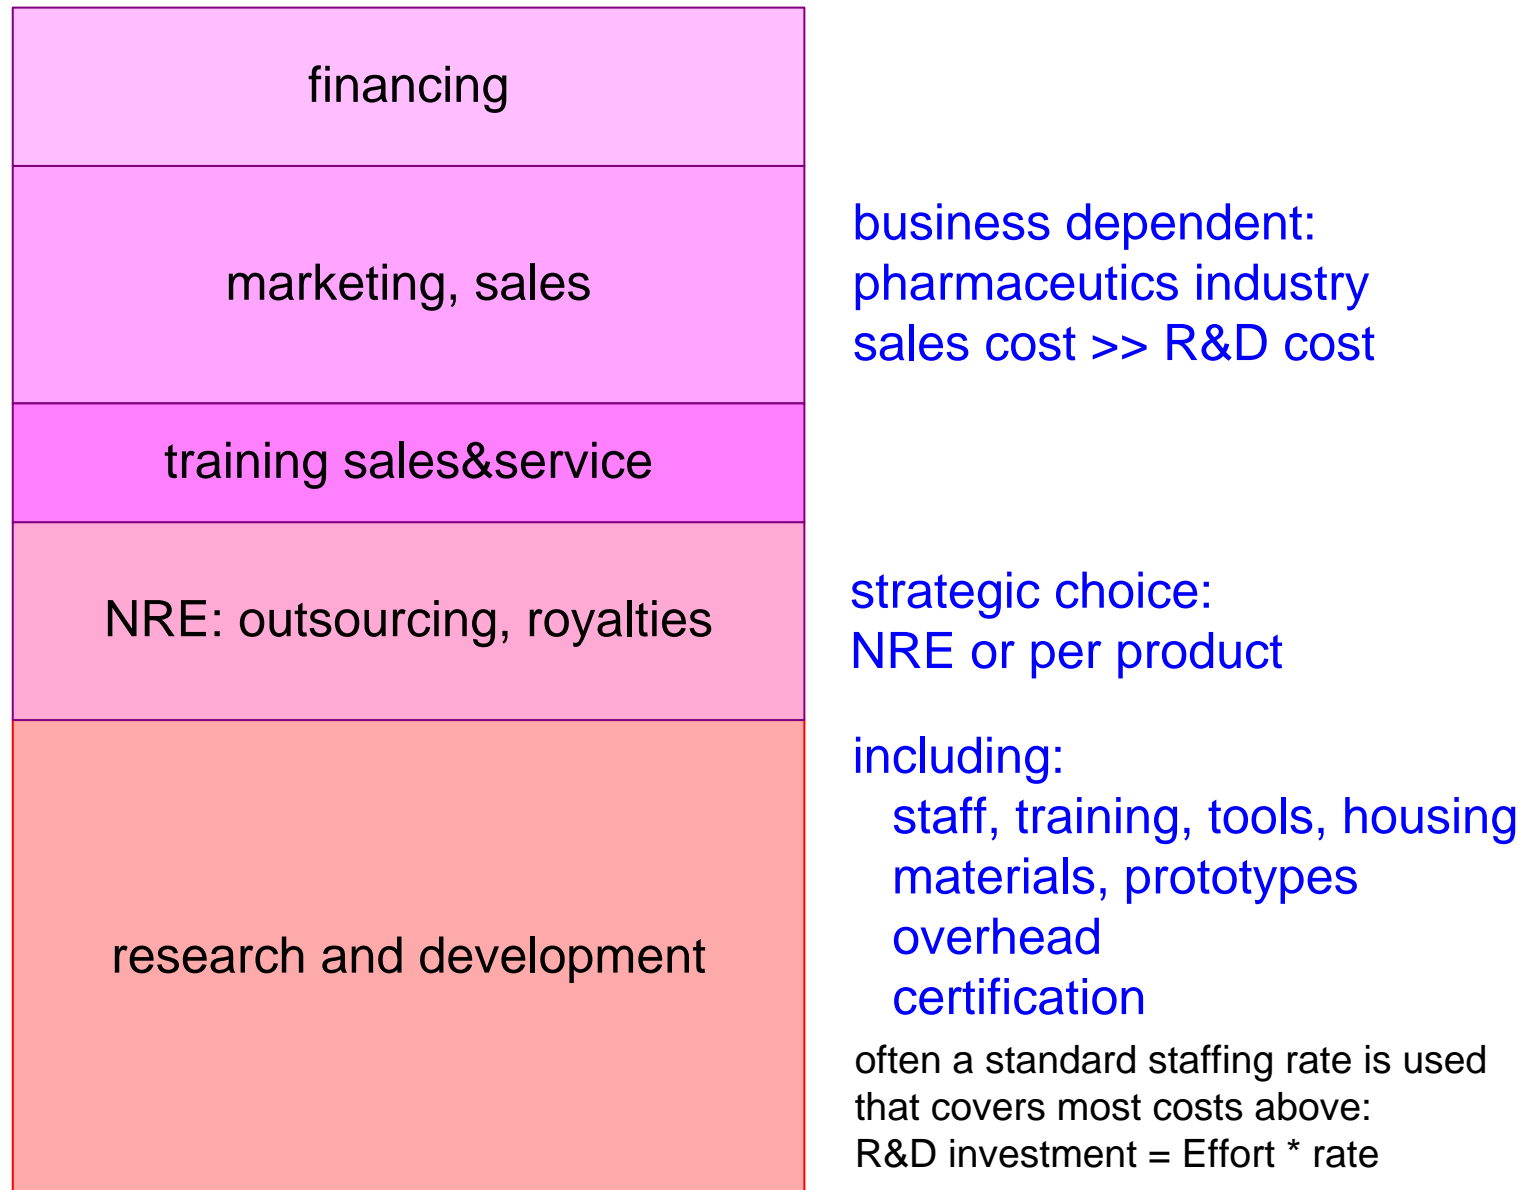 financing
marketing, sales
business dependent:
pharmaceutics industry
sales cost >> R&D cost
training sales&service
NRE: outsourcing, royalties
strategic choice:
NRE or per product
research and development
including:
staff, training, tools, housing
materials, prototypes
overhead
certification
often a standard staffing rate is used
that covers most costs above:
R&D investment = Effort * rate